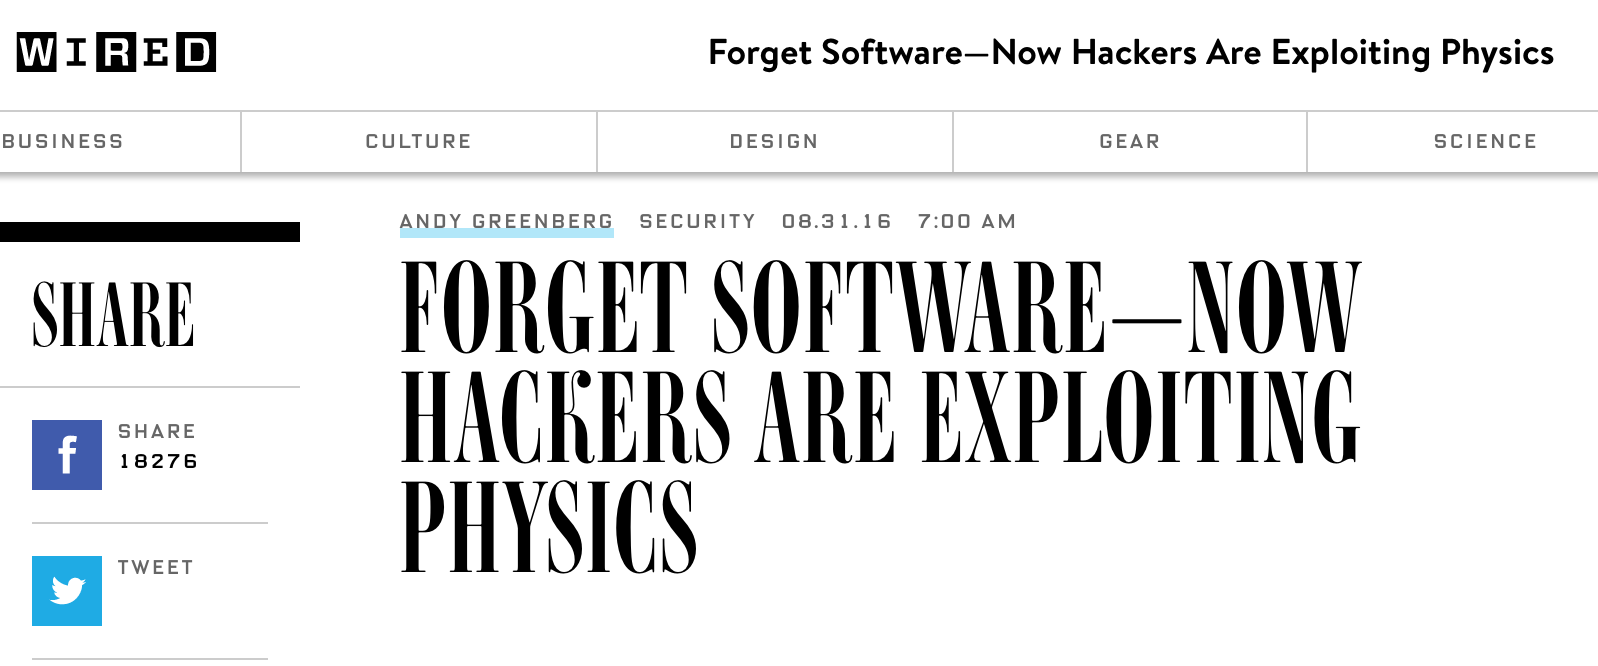 WIRED
Forget Software—Now Hackers Are Exploiting Physics
BUSINESS
CULTURE
DESIGN
GEAR
SCIENCE
ANDY GREENBERG SECURITY 08.31.16 7:00 AM
FORGET SOFTWARE—NOW
HACKERS ARE EXPLOITING
PHYSICS
SHARE
SHARE
18276
TWEET